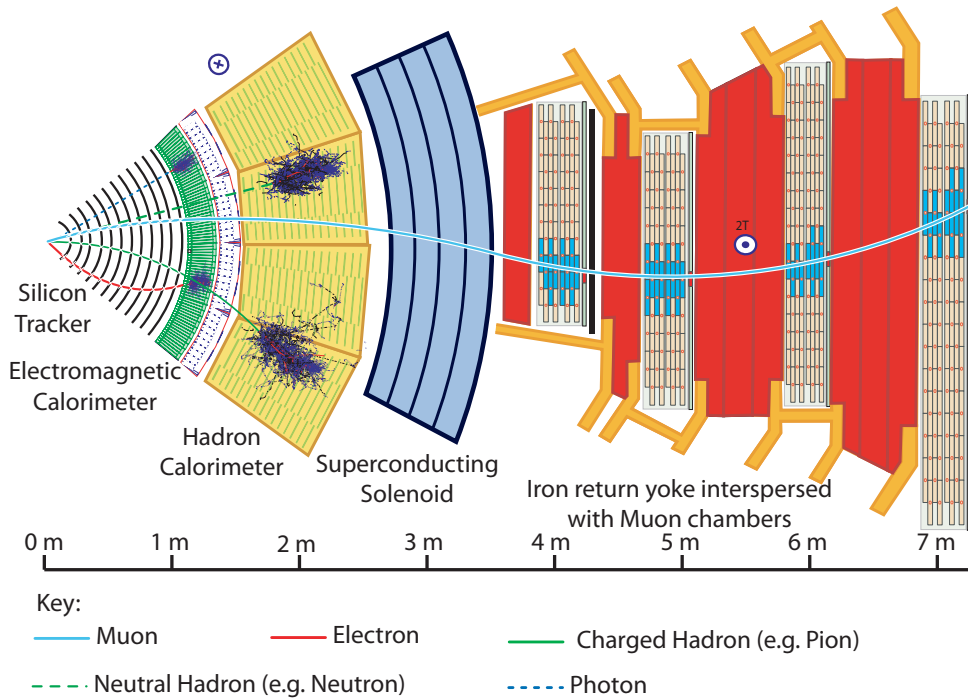 2T
Silicon
Tracker
Electromagnetic
Calorimeter
Hadron
Calorimeter
Superconducting
Solenoid
Iron return yoke interspersed
with Muon chambers
0 m 1 m 2 m 3 m 4 m 5 m 6 m 7 m
Key:
Muon Electron Charged Hadron (e.g. Pion)
Neutral Hadron (e.g. Neutron) Photon